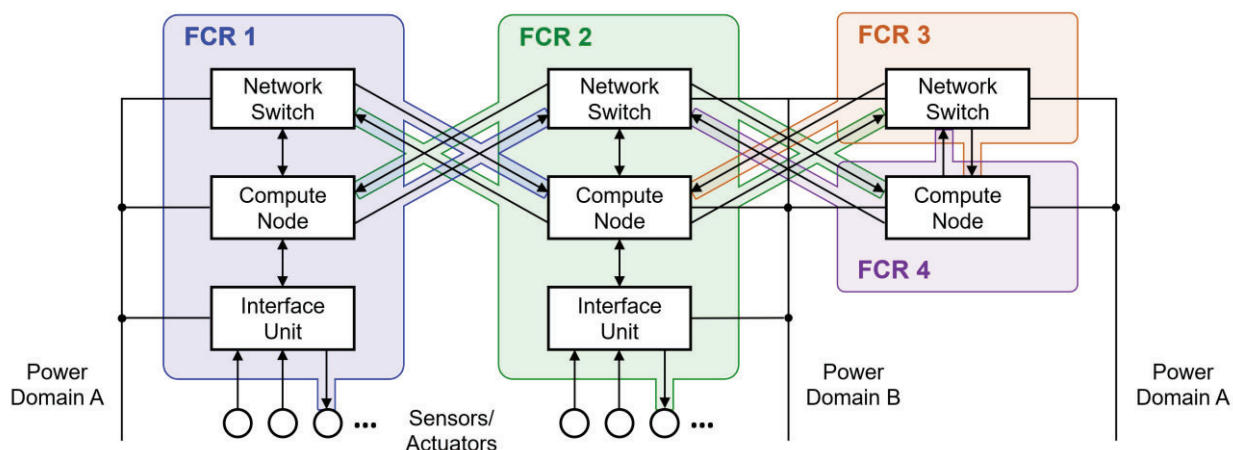 FCR 1
FCR 2
FCR 3
Network
Switch
Network
Switch
Network
Switch
Compute
Node
Compute
Node
Compute
Node
FCR 4
Interface
Unit
Interface
Unit
Power
Domain A
Power
Domain B
Power
Domain A
...
Sensors/
Actuators
...